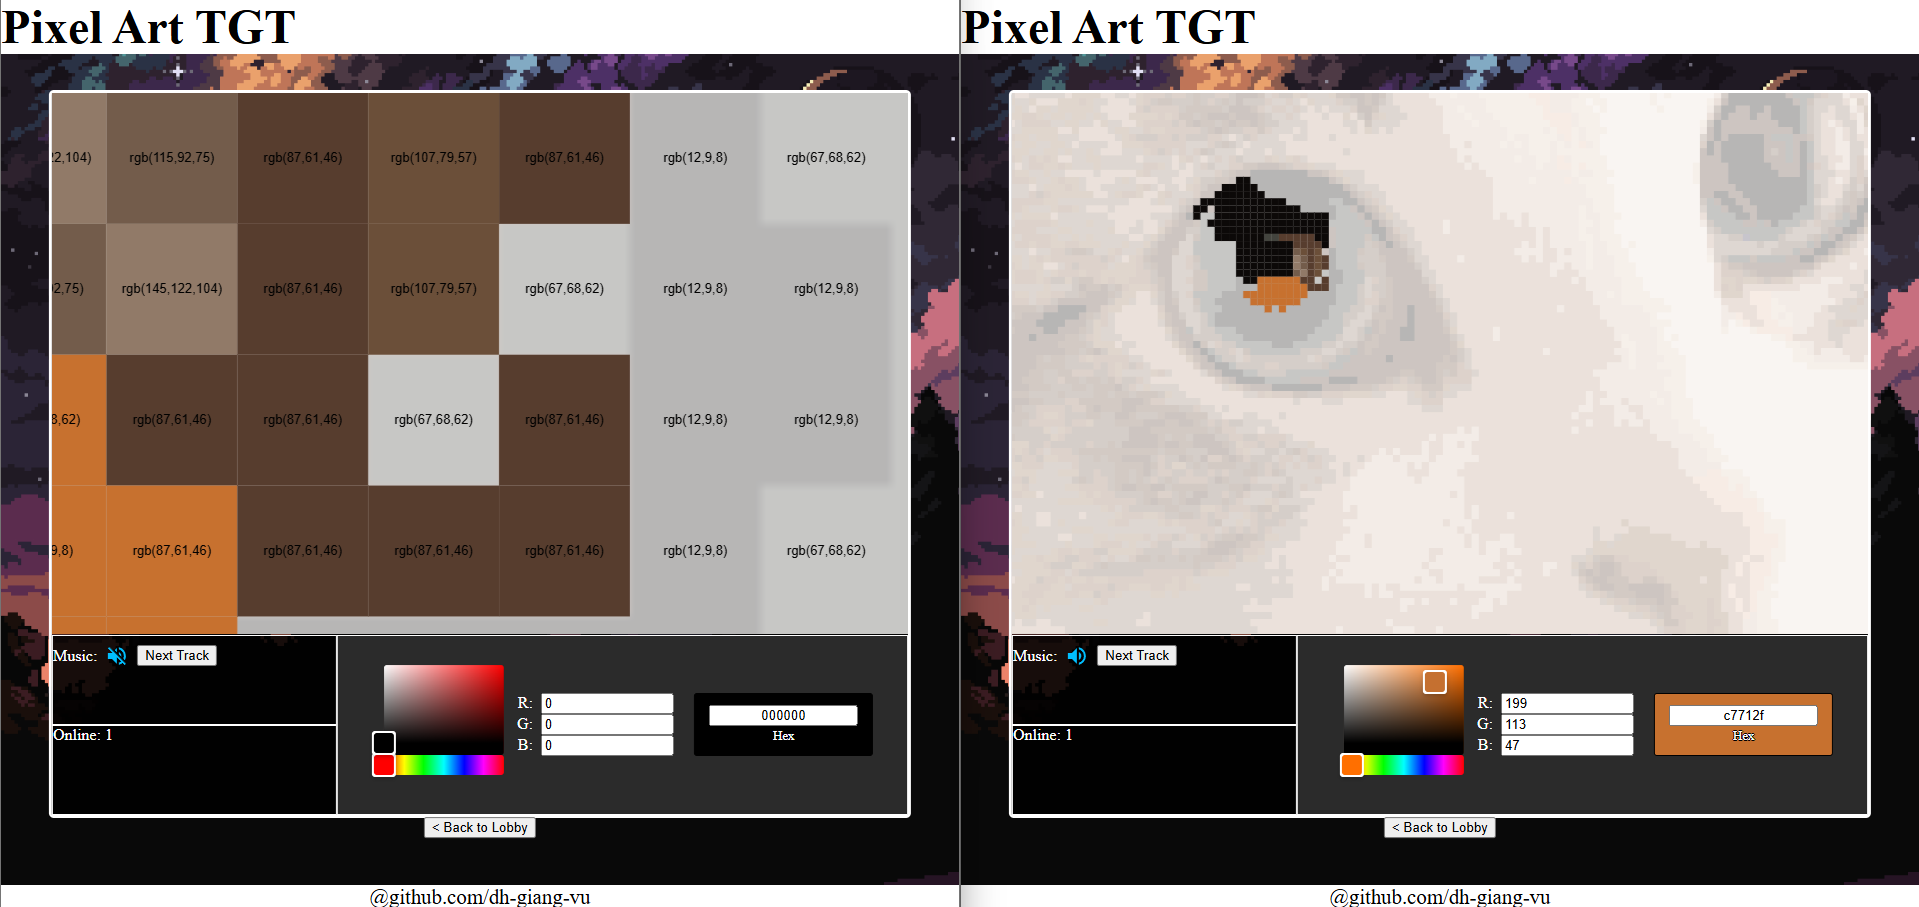 Pixel Art TGT
22,104) rgb(115,92,75) rgb(87,61,46) rgb(107,79,57) rgb(87,61,46) rgb(12,9,8) rgb(67,68,62)
92,75) rgb(145,122,104) rgb(87,61,46) rgb(107,79,57) rgb(67,68,62) rgb(12,9,8) rgb(12,9,8)
8,62) rgb(87,61,46) rgb(87,61,46) rgb(67,68,62) rgb(87,61,46) rgb(12,9,8) rgb(12,9,8)
9,8) rgb(87,61,46) rgb(87,61,46) rgb(87,61,46) rgb(87,61,46) rgb(12,9,8) rgb(67,68,62)
Music: Next Track
Online: 1
R: 0
G: 0
B: 0
000000
Hex
< Back to Lobby
@github.com/dh-giang-vu
Pixel Art TGT
Music: Next Track
Online: 1
R: 199
G: 113
B: 47
c7712f
Hex
< Back to Lobby
@github.com/dh-giang-vu